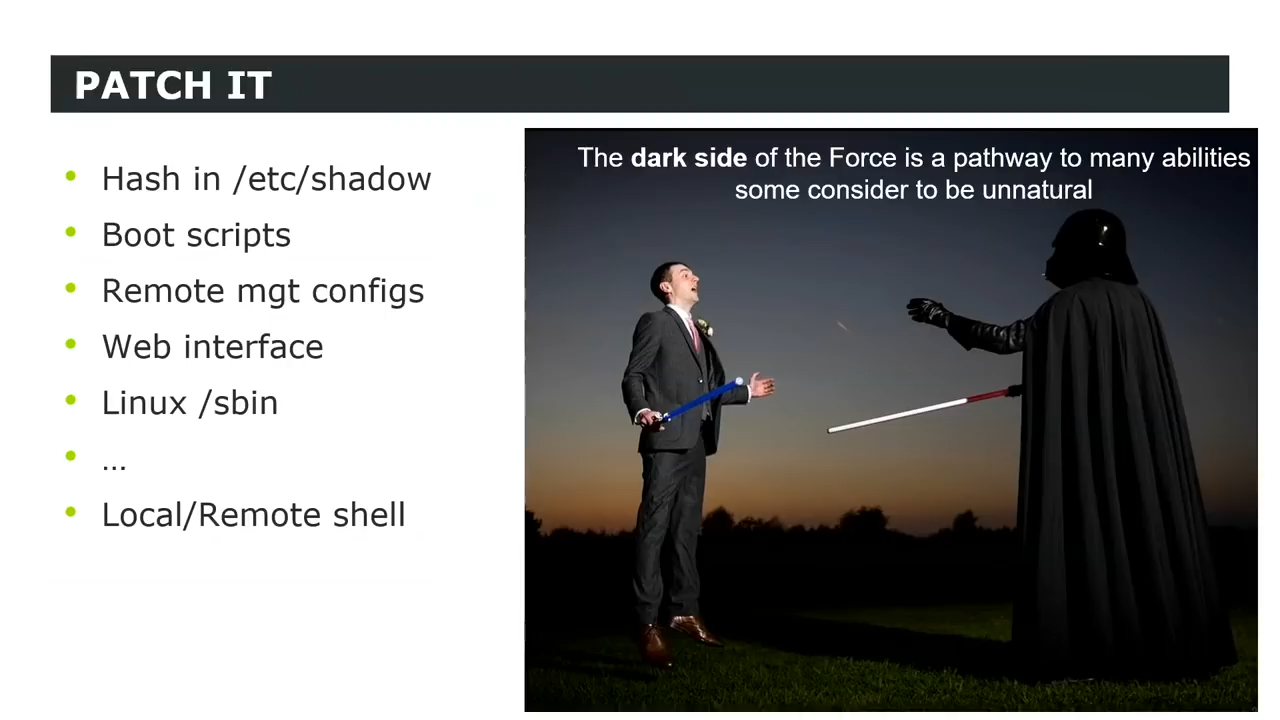 PATCH IT
Hash in /etc/shadow
Boot scripts
Remote mgt configs
Web interface
Linux /sbin
…
Local/Remote shell
The dark side of the Force is a pathway to many abilities
some consider to be unnatural